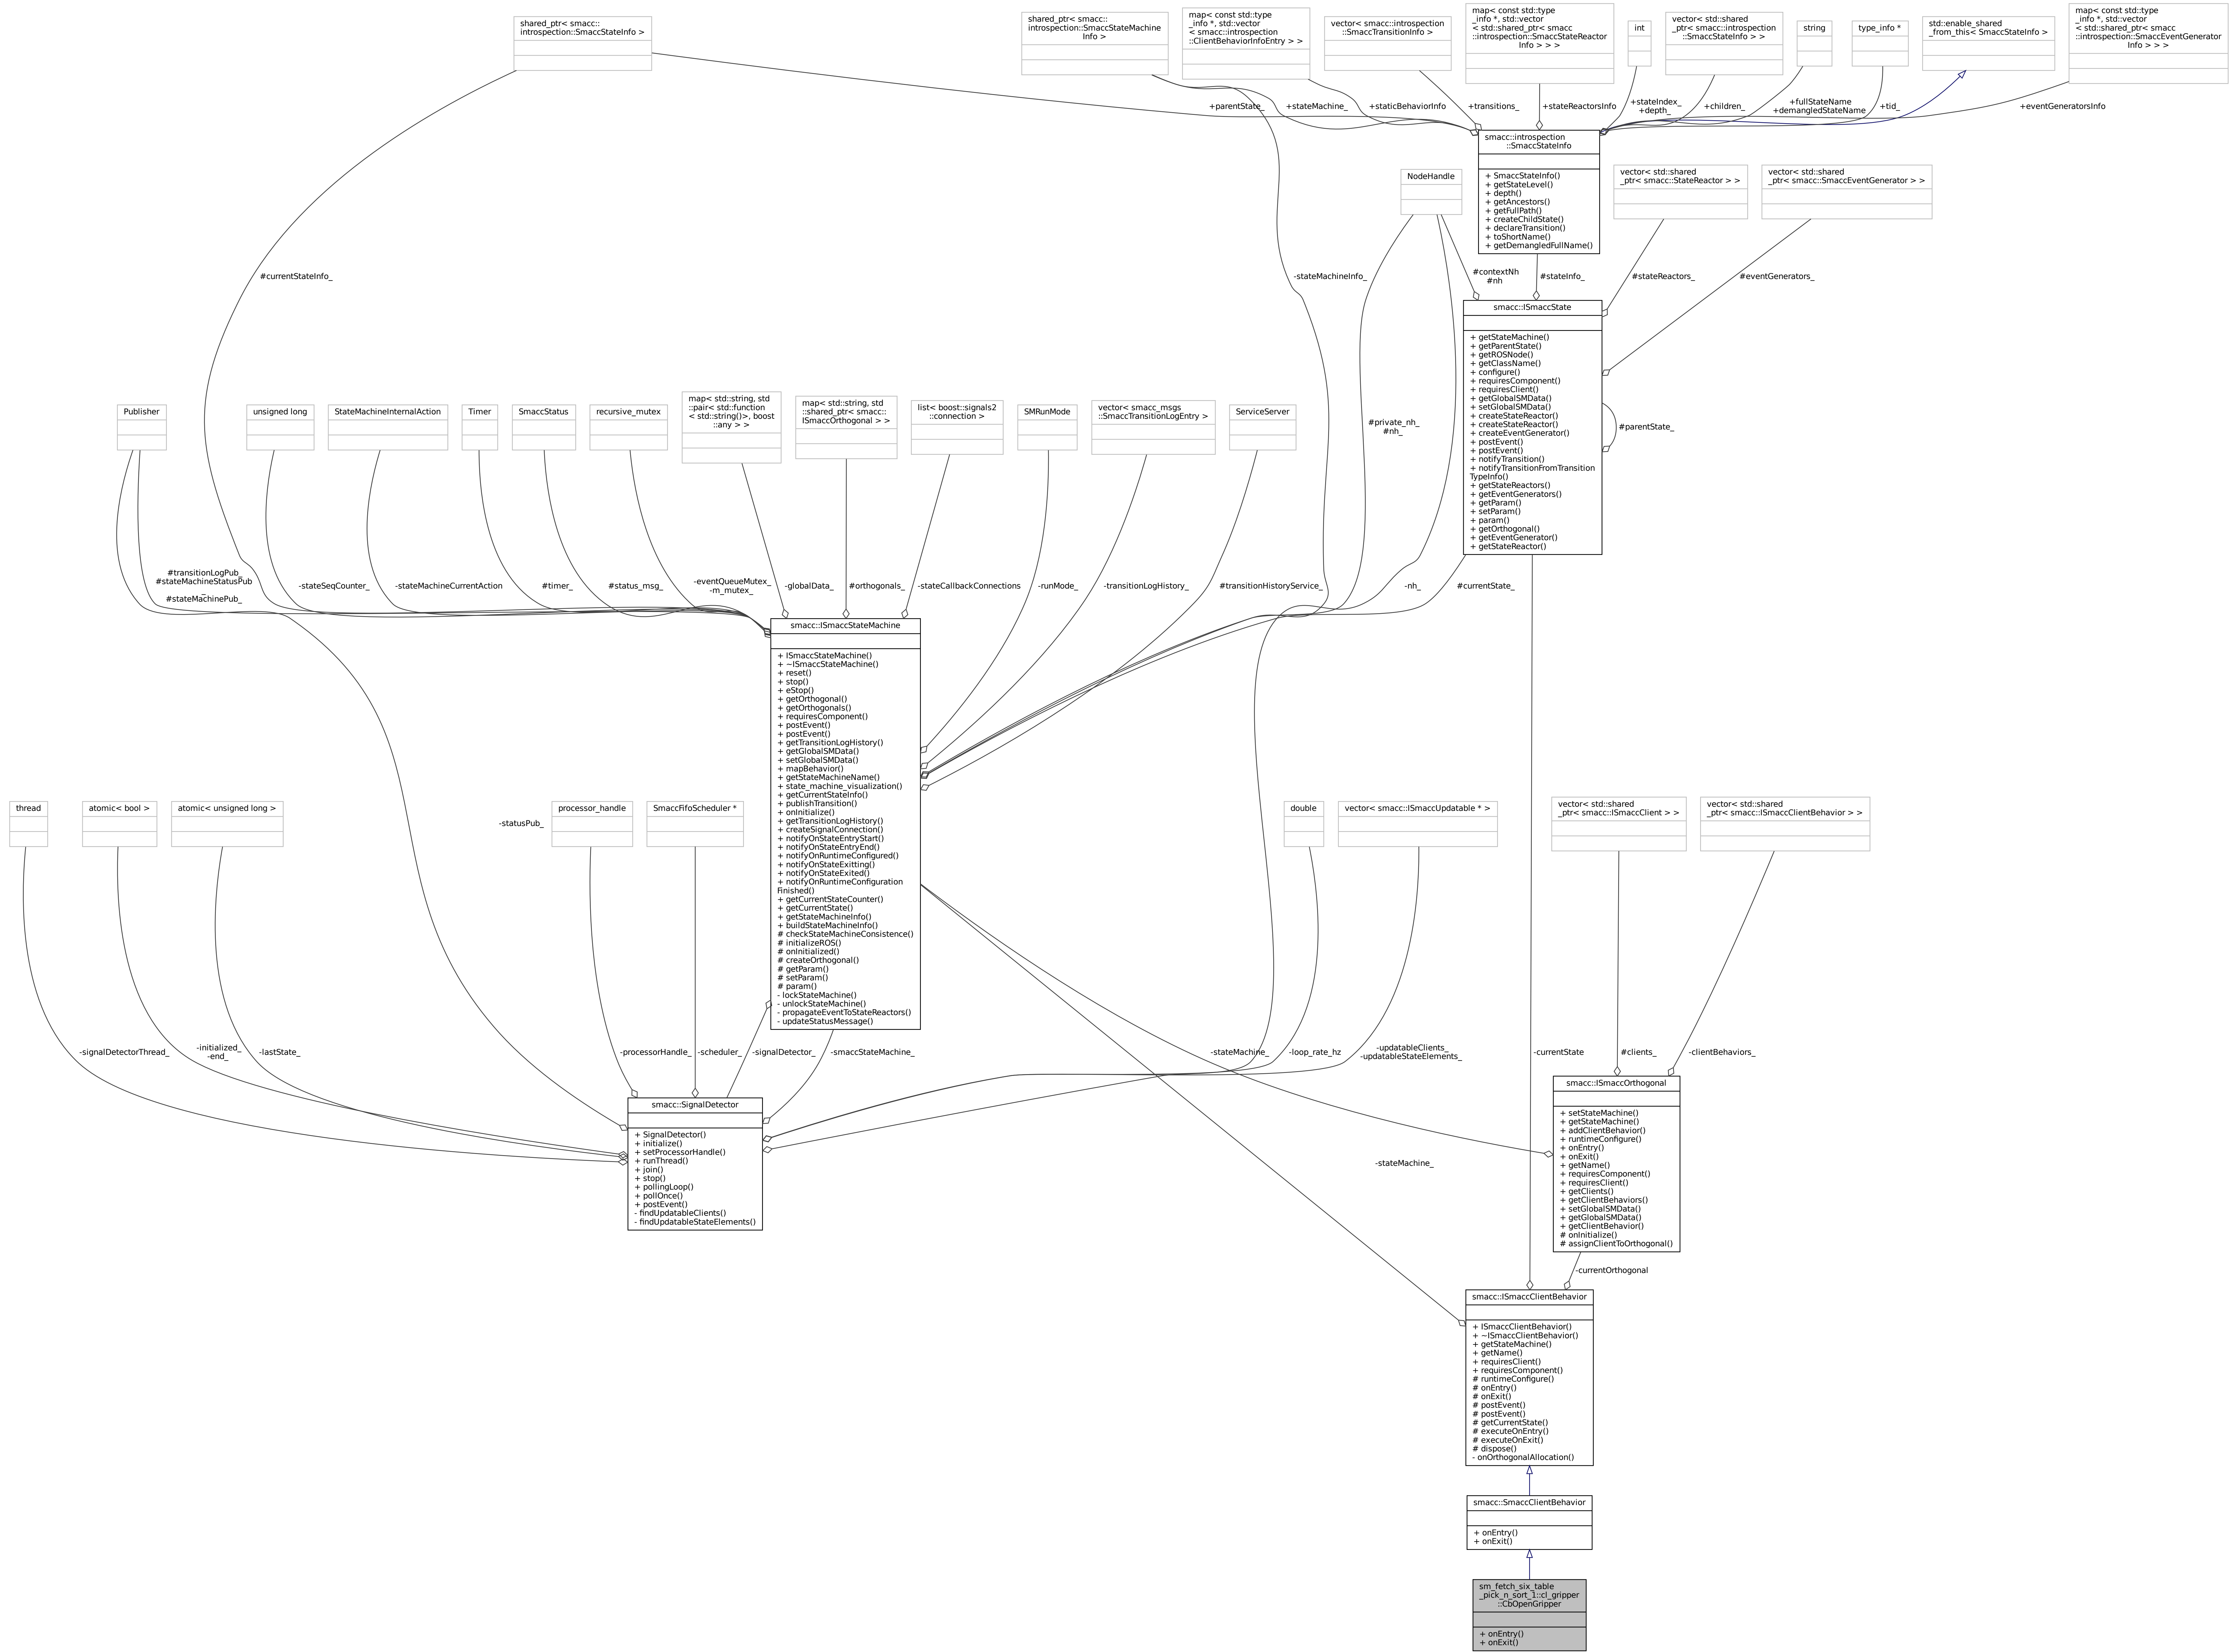 shared_ptr< smacc::
introspection::SmaccStateInfo >
shared_ptr< smacc::
introspection::SmaccStateMachine
Info >
map< const std::type
_info *, std::vector
< smacc::introspection
::ClientBehaviorInfoEntry > >
vector< smacc::introspection
::SmaccTransitionInfo >
map< const std::type
_info *, std::vector
< std::shared_ptr< smacc
::introspection::SmaccStateReactor
Info > > >
int
vector< std::shared
_ptr< smacc::introspection
::SmaccStateInfo > >
string
type_info *
std::enable_shared
_from_this< SmaccStateInfo >
map< const std::type
_info *, std::vector
< std::shared_ptr< smacc
::introspection::SmaccEventGenerator
Info > > >
+parentState_
+stateMachine_
+staticBehaviorInfo
+transitions_
+stateReactorsInfo
+stateIndex_
+depth_
+children_
+fullStateName
+demangledStateName
+tid_
+eventGeneratorsInfo
smacc::introspection
::SmaccStateInfo
+ SmaccStateInfo()
+ getStateLevel()
+ depth()
+ getAncestors()
+ getFullPath()
+ createChildState()
+ declareTransition()
+ toShortName()
+ getDemangledFullName()
NodeHandle
vector< std::shared
_ptr< smacc::StateReactor > >
vector< std::shared
_ptr< smacc::SmaccEventGenerator > >
#currentStateInfo_
-stateMachineInfo_
#contextNh
#nh
#stateInfo_
#stateReactors_
#eventGenerators_
smacc::ISmaccState
+ getStateMachine()
+ getParentState()
+ getROSNode()
+ getClassName()
+ configure()
+ requiresComponent()
+ requiresClient()
+ getGlobalSMData()
+ setGlobalSMData()
+ createStateReactor()
+ createStateReactor()
+ createEventGenerator()
+ postEvent()
+ postEvent()
+ notifyTransition()
+ notifyTransitionFromTransition
TypeInfo()
+ getStateReactors()
+ getEventGenerators()
+ getParam()
+ setParam()
+ param()
+ getOrthogonal()
+ getEventGenerator()
+ getStateReactor()
#parentState_
#private_nh_
#nh_
Publisher
unsigned long
StateMachineInternalAction
Timer
SmaccStatus
recursive_mutex
map< std::string, std
::pair< std::function
< std::string()>, boost
::any > >
map< std::string, std
::shared_ptr< smacc::
ISmaccOrthogonal > >
list< boost::signals2
::connection >
SMRunMode
vector< smacc_msgs
::SmaccTransitionLogEntry >
ServiceServer
#transitionLogPub_
#stateMachineStatusPub
_
#stateMachinePub_
-stateSeqCounter_
-stateMachineCurrentAction
#timer_
#status_msg_
-eventQueueMutex_
-m_mutex_
-globalData_
#orthogonals_
-stateCallbackConnections
-runMode_
-transitionLogHistory_
#transitionHistoryService_
-nh_
#currentState_
smacc::ISmaccStateMachine
+ ISmaccStateMachine()
+ ~ISmaccStateMachine()
+ reset()
+ stop()
+ eStop()
+ getOrthogonal()
+ getOrthogonals()
+ requiresComponent()
+ postEvent()
+ postEvent()
+ getTransitionLogHistory()
+ getGlobalSMData()
+ setGlobalSMData()
+ mapBehavior()
+ getStateMachineName()
+ state_machine_visualization()
+ getCurrentStateInfo()
+ publishTransition()
+ onInitialize()
+ getTransitionLogHistory()
+ createSignalConnection()
+ notifyOnStateEntryStart()
+ notifyOnStateEntryEnd()
+ notifyOnRuntimeConfigured()
+ notifyOnStateExitting()
+ notifyOnStateExited()
+ notifyOnRuntimeConfiguration
Finished()
+ getCurrentStateCounter()
+ getCurrentState()
+ getStateMachineInfo()
+ buildStateMachineInfo()
# checkStateMachineConsistence()
# initializeROS()
# onInitialized()
# createOrthogonal()
# getParam()
# setParam()
# param()
- lockStateMachine()
- unlockStateMachine()
- propagateEventToStateReactors()
- updateStatusMessage()
thread
atomic< bool >
atomic< unsigned long >
-statusPub_
processor_handle
SmaccFifoScheduler *
double
vector< smacc::ISmaccUpdatable * >
vector< std::shared
_ptr< smacc::ISmaccClient > >
vector< std::shared
_ptr< smacc::ISmaccClientBehavior > >
-signalDetectorThread_
-initialized_
-end_
-lastState_
-processorHandle_
-scheduler_
-signalDetector_
-smaccStateMachine_
-stateMachine_
-loop_rate_hz
-updatableClients_
-updatableStateElements_
-currentState
#clients_
-clientBehaviors_
smacc::SignalDetector
+ SignalDetector()
+ initialize()
+ setProcessorHandle()
+ runThread()
+ join()
+ stop()
+ pollingLoop()
+ pollOnce()
+ postEvent()
- findUpdatableClients()
- findUpdatableStateElements()
smacc::ISmaccOrthogonal
+ setStateMachine()
+ getStateMachine()
+ addClientBehavior()
+ runtimeConfigure()
+ onEntry()
+ onExit()
+ getName()
+ requiresComponent()
+ requiresClient()
+ getClients()
+ getClientBehaviors()
+ setGlobalSMData()
+ getGlobalSMData()
+ getClientBehavior()
# onInitialize()
# assignClientToOrthogonal()
-stateMachine_
-currentOrthogonal
smacc::ISmaccClientBehavior
+ ISmaccClientBehavior()
+ ~ISmaccClientBehavior()
+ getStateMachine()
+ getName()
+ requiresClient()
+ requiresComponent()
# runtimeConfigure()
# onEntry()
# onExit()
# postEvent()
# postEvent()
# getCurrentState()
# executeOnEntry()
# executeOnExit()
# dispose()
- onOrthogonalAllocation()
smacc::SmaccClientBehavior
+ onEntry()
+ onExit()
sm_fetch_six_table
_pick_n_sort_1::cl_gripper
::CbOpenGripper
+ onEntry()
+ onExit()